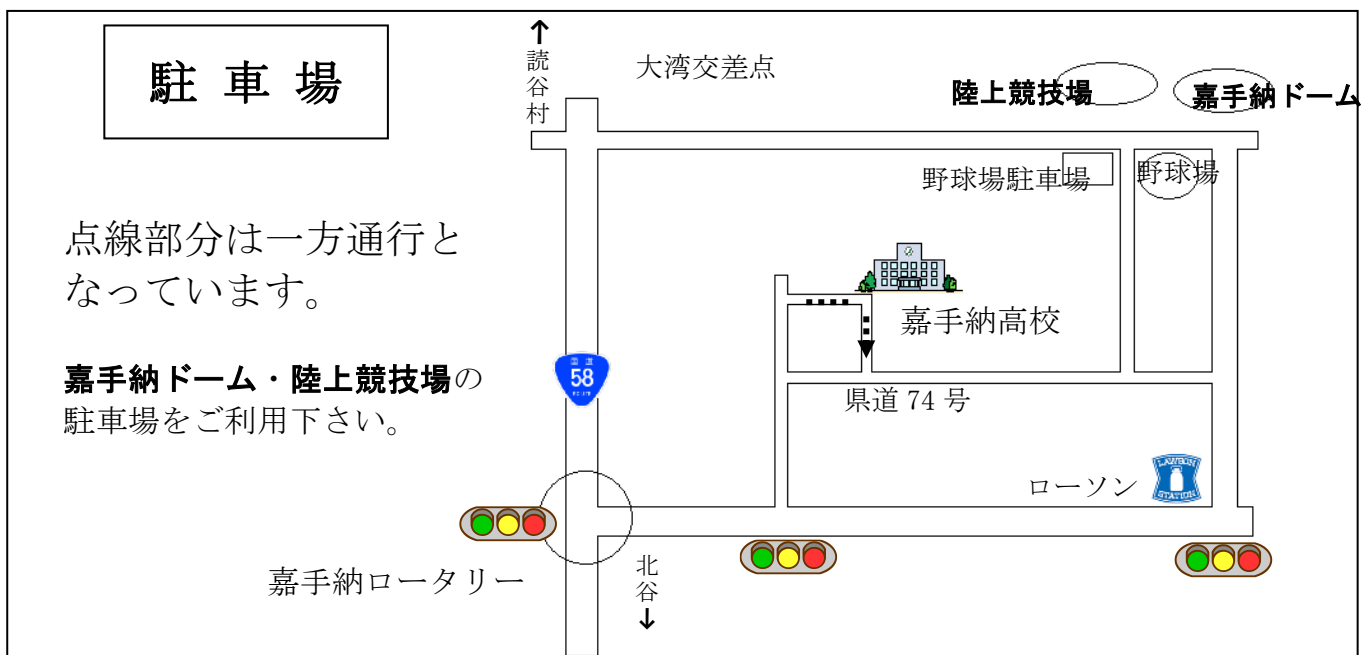 駐 車 場
↑
読谷村
大湾交差点
陸上競技場
嘉手納ドーム
野球場駐車場
野球場
点線部分は一方通行と
なっています。
嘉手納高校
嘉手納ドーム・陸上競技場の
駐車場をご利用下さい。
国道
58
県道 74 号
ローソン
LAWSON
STATION
嘉手納ロータリー
北谷
↓